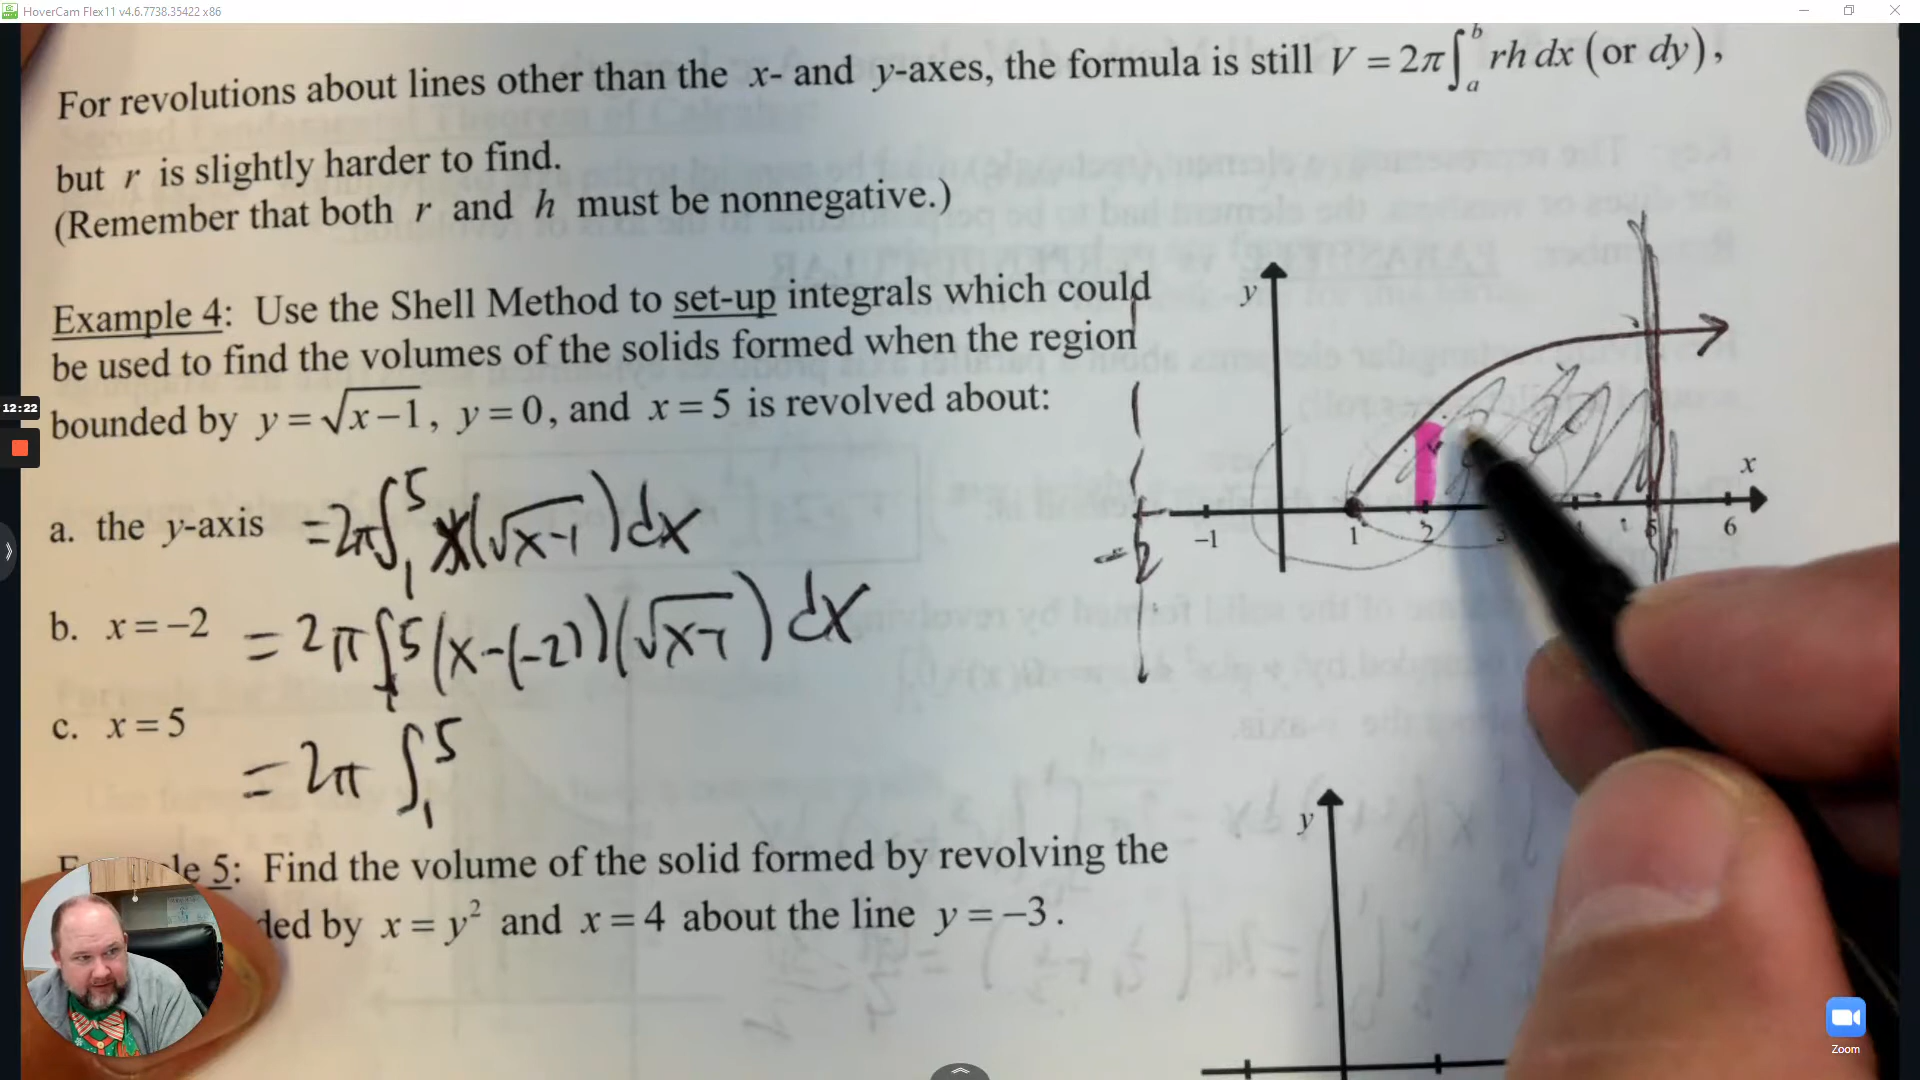 HoverCam Flex11 v4.6.7738.35422 x86
For revolutions about lines other than the x- and y-axes, the formula is still V = 2π∫_a^b rh dx (or dy),
but r is slightly harder to find.
(Remember that both r and h must be nonnegative.)
Example 4: Use the Shell Method to set-up integrals which could
be used to find the volumes of the solids formed when the region
bounded by y = √(x−1), y = 0, and x = 5 is revolved about:
a. the y-axis = 2π∫_1^5 x(√(x-1))dx
b. x = −2 = 2π∫_1^5 (x-(-2))(√(x-1))dx
c. x = 5
= 2π∫_1^5
y
x
−1 1 2 3 5 6
-2
12:22
le 5: Find the volume of the solid formed by revolving the
ded by x = y² and x = 4 about the line y = −3.
y
Zoom